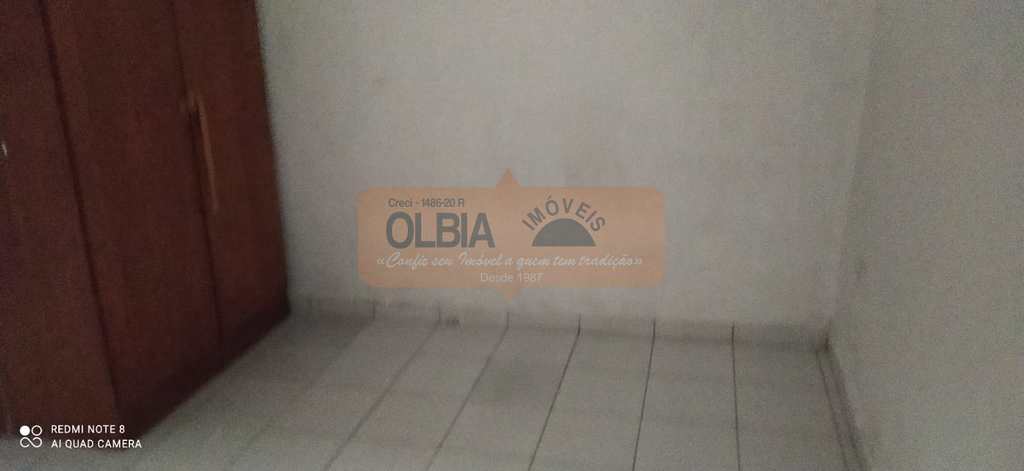 Creci - 1486-20 R
OLBIA IMÓVEIS
«Confie seu Imóvel a quem tem tradição»
Desde 1987
REDMI NOTE 8
AI QUAD CAMERA